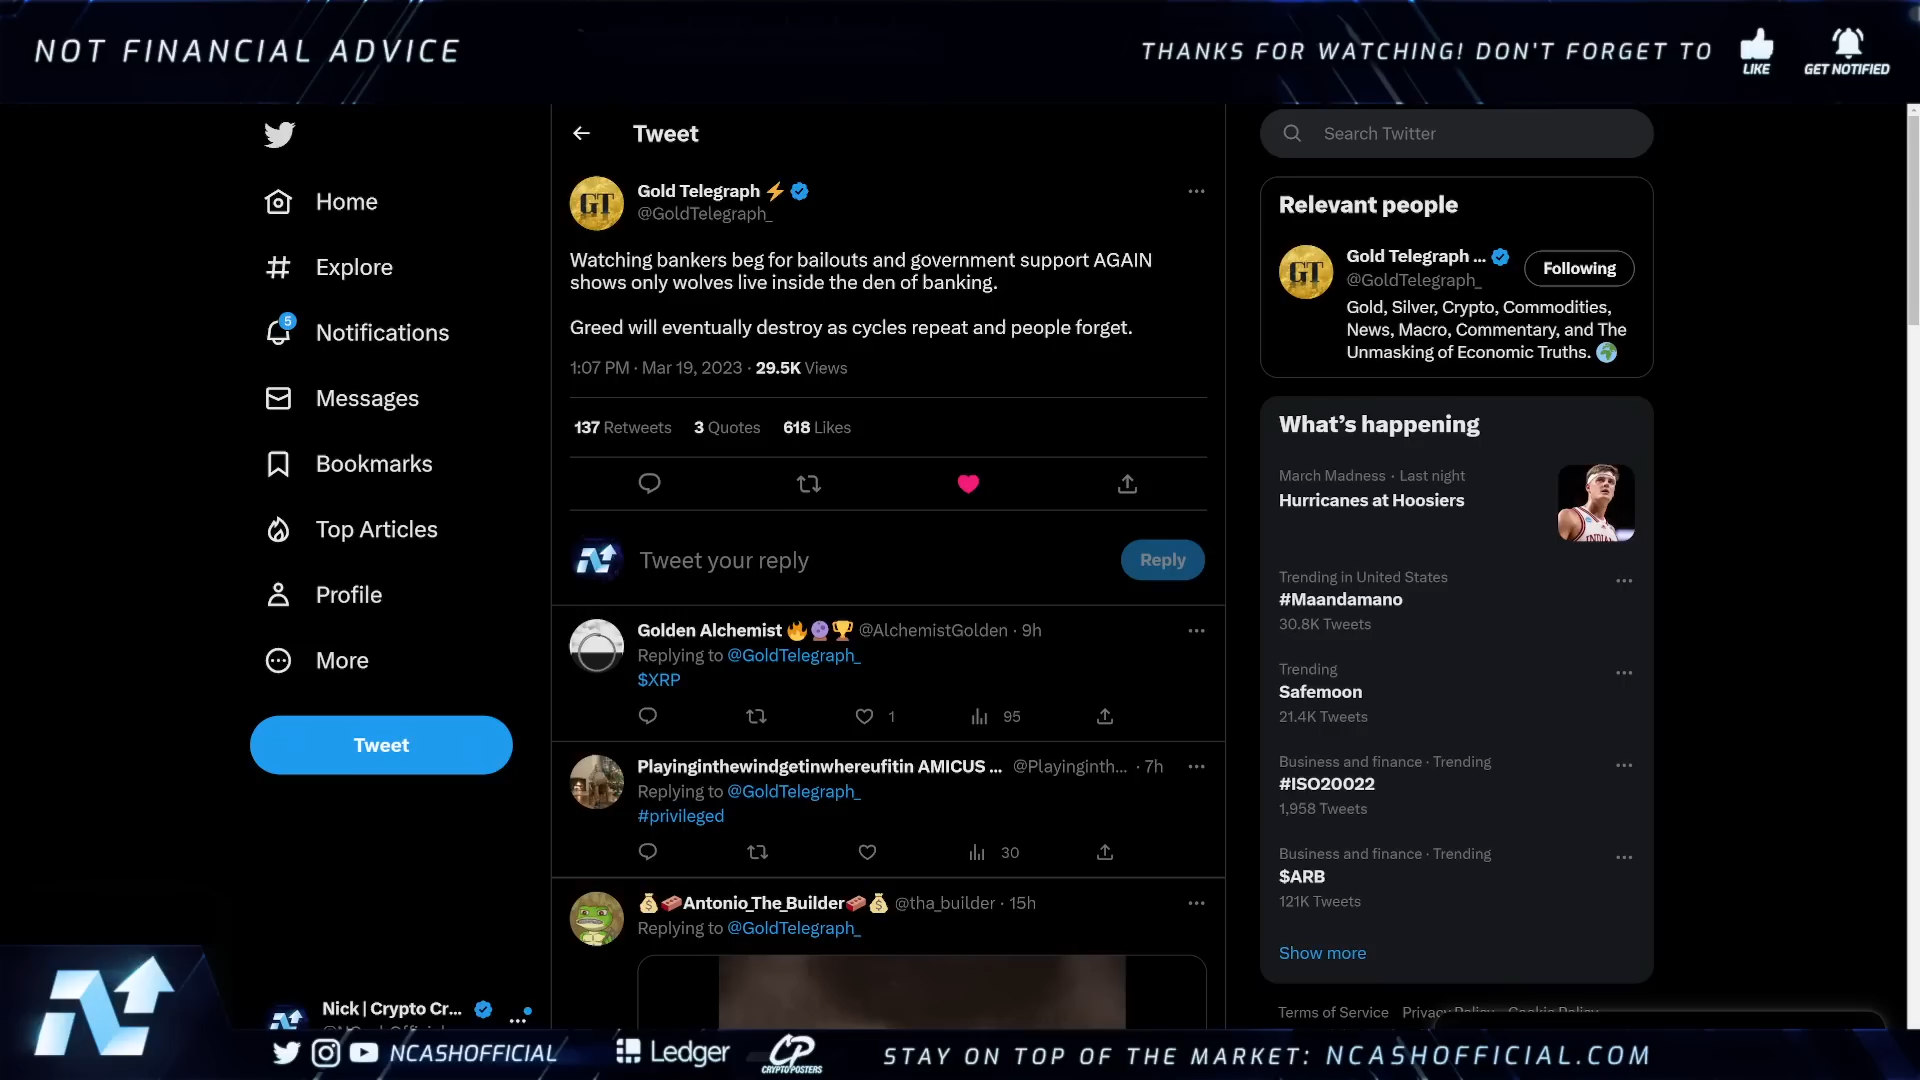 NOT FINANCIAL ADVICE
THANKS FOR WATCHING! DON'T FORGET TO
LIKE
GET NOTIFIED
Home
Explore
5
Notifications
Messages
Bookmarks
Top Articles
Profile
More
Tweet
Nick | Crypto Cr...
Tweet
GT
Gold Telegraph ⚡
@GoldTelegraph_
Watching bankers beg for bailouts and government support AGAIN
shows only wolves live inside the den of banking.
Greed will eventually destroy as cycles repeat and people forget.
1:07 PM · Mar 19, 2023 · 29.5K Views
137 Retweets 3 Quotes 618 Likes
Tweet your reply
Reply
Golden Alchemist 🔥🔮🏆 @AlchemistGolden · 9h
Replying to @GoldTelegraph_
$XRP
1
95
Playinginthewindgetinwhereufitin AMICUS ... @Playinginth... · 7h
Replying to @GoldTelegraph_
#privileged
30
💰🧱Antonio_The_Builder🧱💰 @tha_builder · 15h
Replying to @GoldTelegraph_
Search Twitter
Relevant people
GT
Gold Telegraph ...
@GoldTelegraph_
Following
Gold, Silver, Crypto, Commodities,
News, Macro, Commentary, and The
Unmasking of Economic Truths. 🌍
What's happening
March Madness · Last night
Hurricanes at Hoosiers
Trending in United States
#Maandamano
30.8K Tweets
Trending
Safemoon
21.4K Tweets
Business and finance · Trending
#ISO20022
1,958 Tweets
Business and finance · Trending
$ARB
121K Tweets
Show more
Terms of Service Privacy Policy Cookie Policy
NCASHOFFICIAL
Ledger
CP
CRYPTOPOSTERS
STAY ON TOP OF THE MARKET: NCASHOFFICIAL.COM